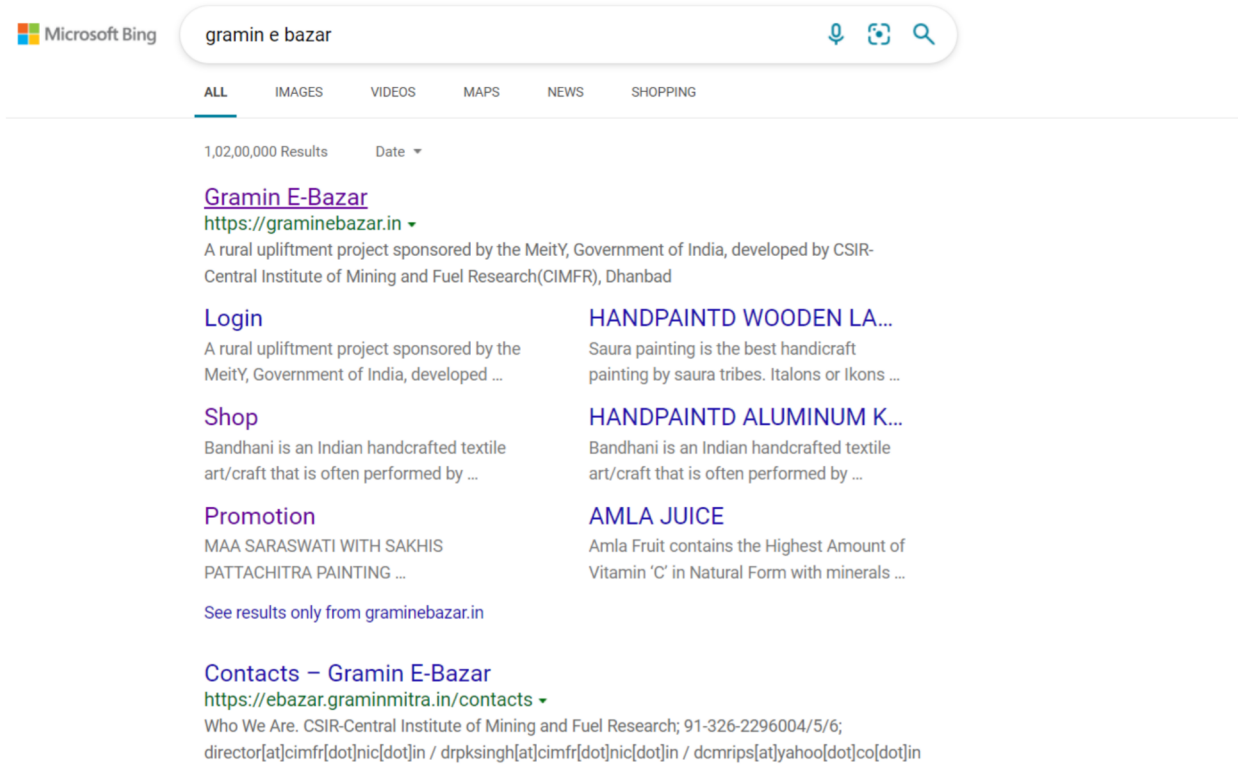 Microsoft Bing
gramin e bazar
ALL IMAGES VIDEOS MAPS NEWS SHOPPING
1,02,00,000 Results Date
Gramin E-Bazar
https://graminebazar.in
A rural upliftment project sponsored by the MeitY, Government of India, developed by CSIR-
Central Institute of Mining and Fuel Research(CIMFR), Dhanbad
Login
A rural upliftment project sponsored by the
MeitY, Government of India, developed ...
HANDPAINTD WOODEN LA...
Saura painting is the best handicraft
painting by saura tribes. Italons or Ikons ...
Shop
Bandhani is an Indian handcrafted textile
art/craft that is often performed by ...
HANDPAINTD ALUMINUM K...
Bandhani is an Indian handcrafted textile
art/craft that is often performed by ...
Promotion
MAA SARASWATI WITH SAKHIS
PATTACHITRA PAINTING ...
AMLA JUICE
Amla Fruit contains the Highest Amount of
Vitamin ‘C’ in Natural Form with minerals ...
See results only from graminebazar.in
Contacts – Gramin E-Bazar
https://ebazar.graminmitra.in/contacts
Who We Are. CSIR-Central Institute of Mining and Fuel Research; 91-326-2296004/5/6;
director[at]cimfr[dot]nic[dot]in / drpksingh[at]cimfr[dot]nic[dot]in / dcmrips[at]yahoo[dot]co[dot]in